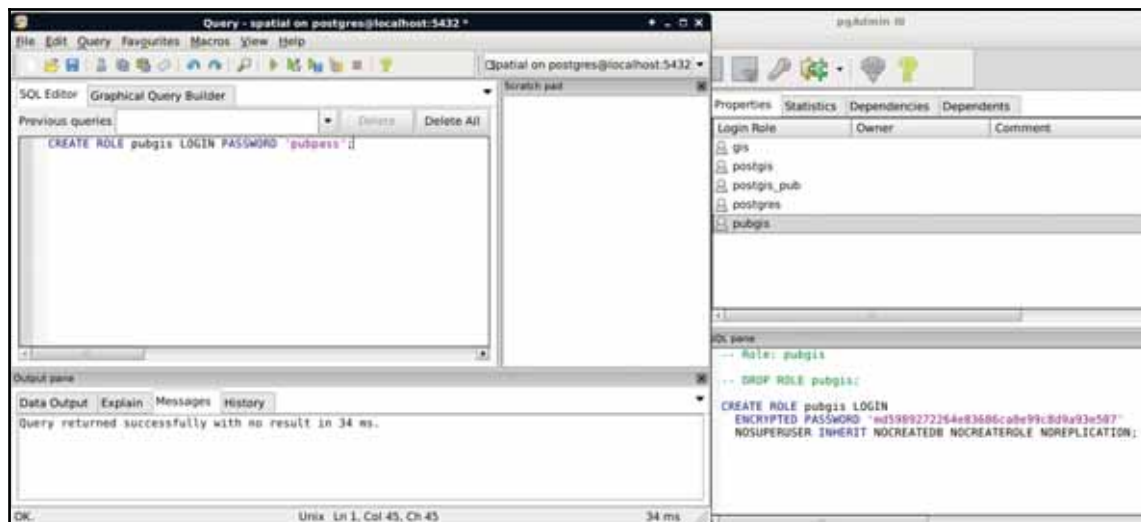 Query - spatial on postgres@localhost:5432 *
File Edit Query Favourites Macros View Help
spatial on postgres@localhost:5432
SQL Editor Graphical Query Builder
Previous queries Delete Delete All
CREATE ROLE pubgis LOGIN PASSWORD 'pubpass';
Scratch pad
Output pane
Data Output Explain Messages History
Query returned successfully with no result in 34 ms.
OK. Unix Ln 1, Col 45, Ch 45 34 ms
pgAdmin III
Properties Statistics Dependencies Dependents
Login Role Owner Comment
gis
postgis
postgis_pub
postgres
pubgis
SQL pane
-- Role: pubgis
-- DROP ROLE pubgis;
CREATE ROLE pubgis LOGIN
ENCRYPTED PASSWORD
NOSUPERUSER INHERIT NOCREATEDB NOCREATEROLE NOREPLICATION;